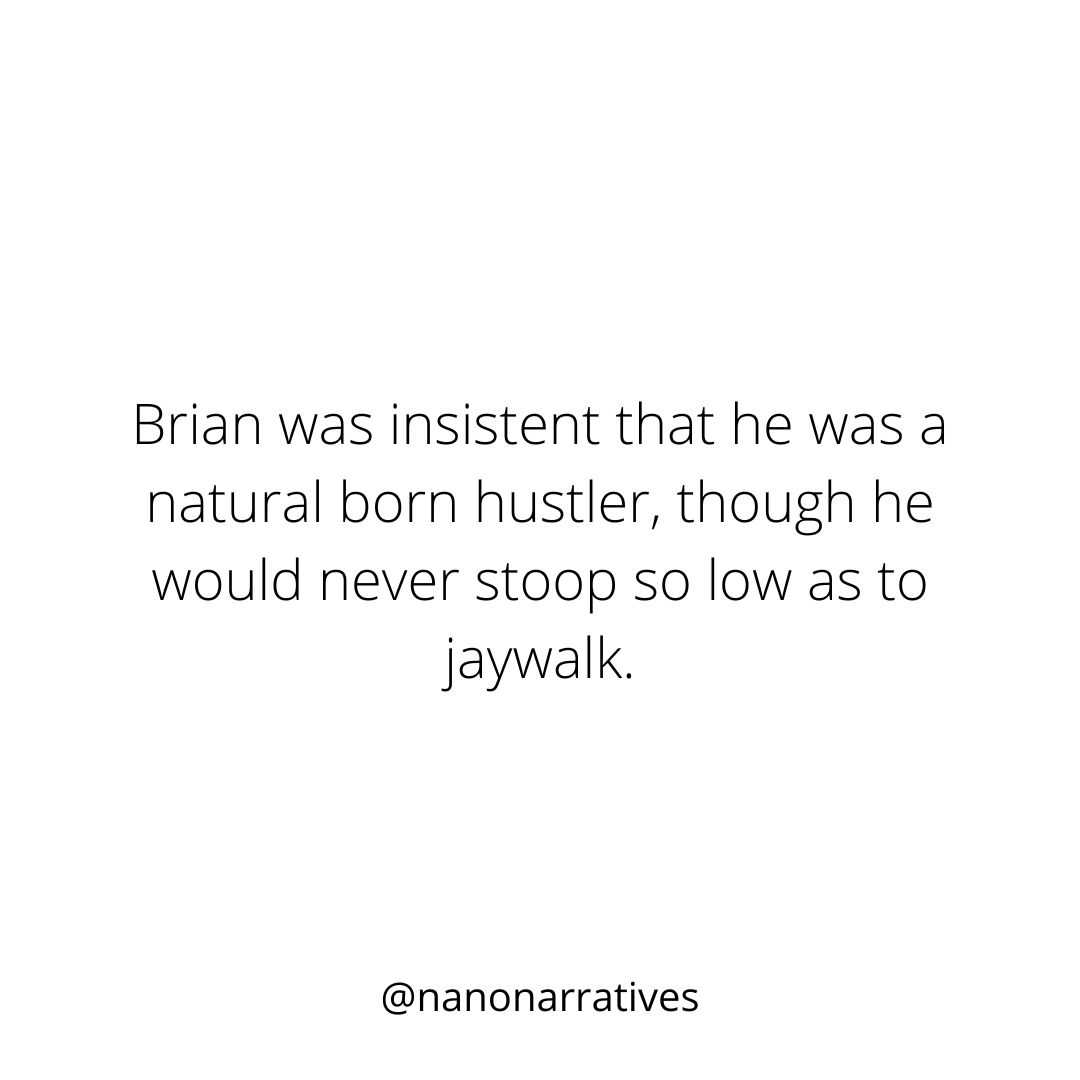 Brian was insistent that he was a
natural born hustler, though he
would never stoop so low as to
jaywalk.
@nanonarratives